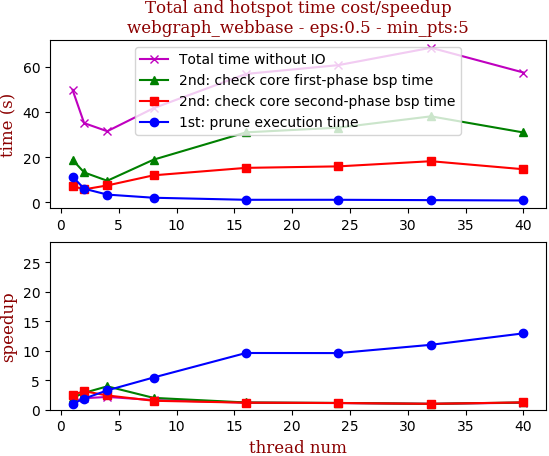 Total and hotspot time cost/speedup
webgraph_webbase - eps:0.5 - min_pts:5
time (s)
60
40
20
0
Total time without IO
2nd: check core first-phase bsp time
2nd: check core second-phase bsp time
1st: prune execution time
0 5 10 15 20 25 30 35 40
speedup
25
20
15
10
5
0
0 5 10 15 20 25 30 35 40
thread num